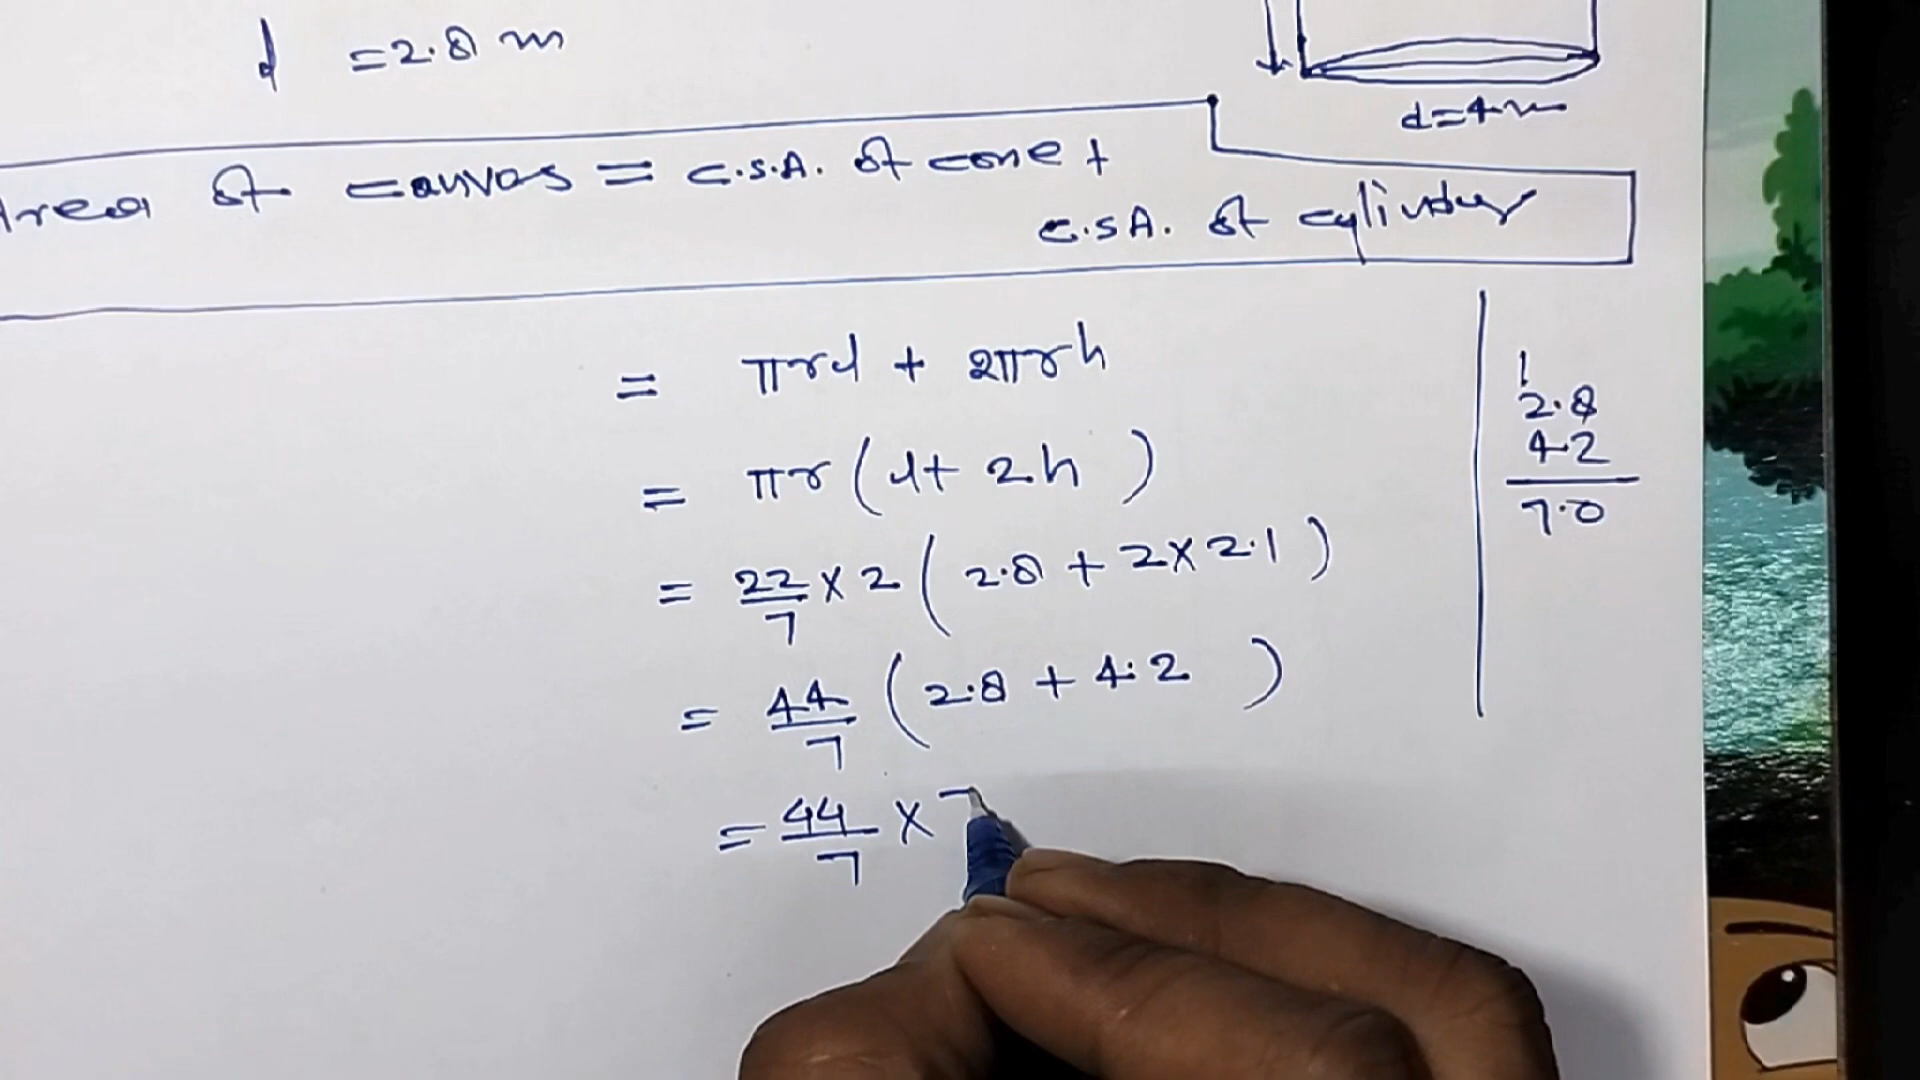 l = 2.8 m
d = 4 m
Area of canvas = C.S.A. of cone +
C.S.A. of cylinder
= πrl + 2πrh
= πr (l + 2h )
= 22/7 × 2 ( 2.8 + 2 × 2.1 )
= 44/7 ( 2.8 + 4.2 )
= 44/7 × 7
1
2.8
4.2
7.0